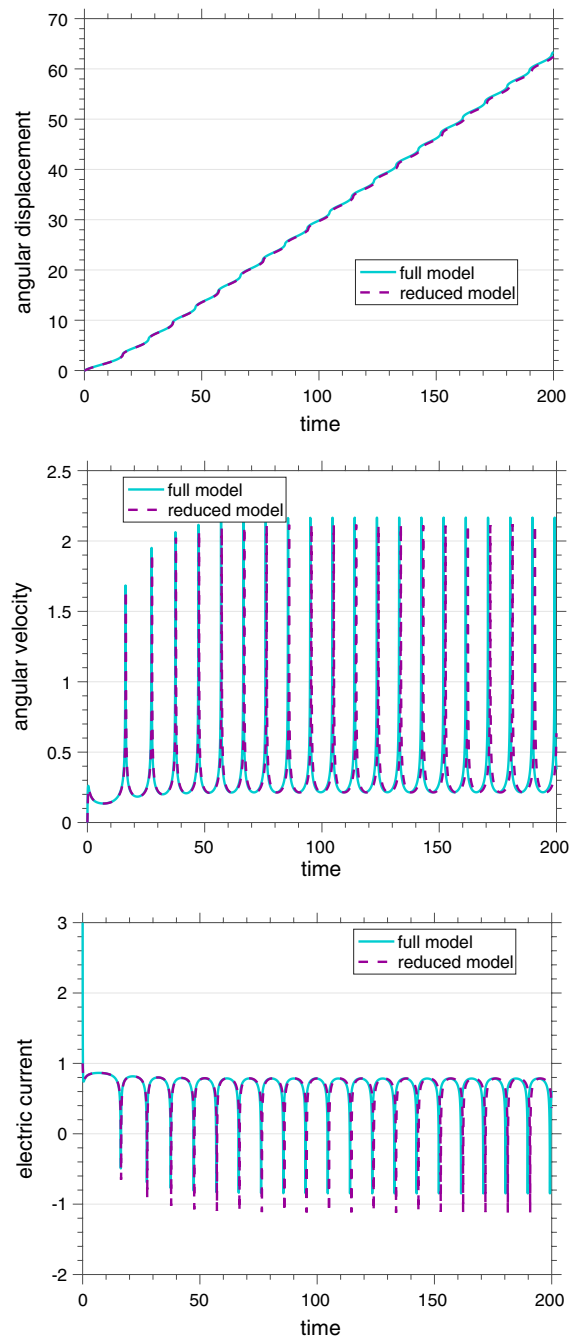 70
60
50
40
30
20
10
0
angular displacement
full model
reduced model
0 50 100 150 200
time
2.5
2
1.5
1
0.5
0
angular velocity
full model
reduced model
0 50 100 150 200
time
3
2
1
0
-1
-2
electric current
full model
reduced model
0 50 100 150 200
time